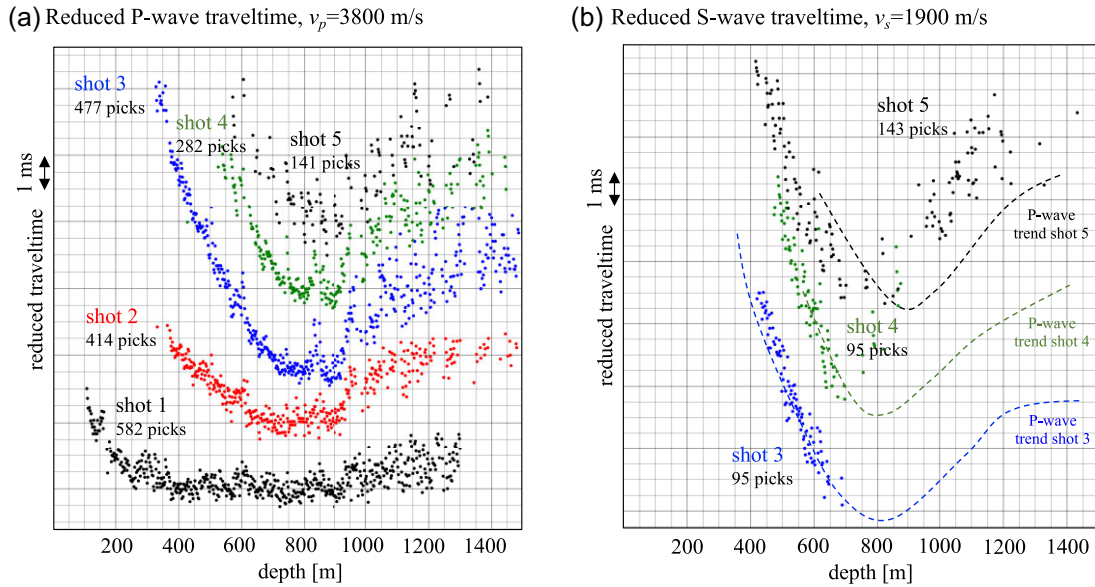 (a) Reduced P-wave traveltime, vp=3800 m/s
shot 3
477 picks
shot 4
282 picks
shot 5
141 picks
1 ms
reduced traveltime
shot 2
414 picks
shot 1
582 picks
200 400 600 800 1000 1200 1400
depth [m]
(b) Reduced S-wave traveltime, vs=1900 m/s
shot 5
143 picks
1 ms
reduced traveltime
P-wave
trend shot 5
shot 4
95 picks
P-wave
trend shot 4
P-wave
trend shot 3
shot 3
95 picks
200 400 600 800 1000 1200 1400
depth [m]